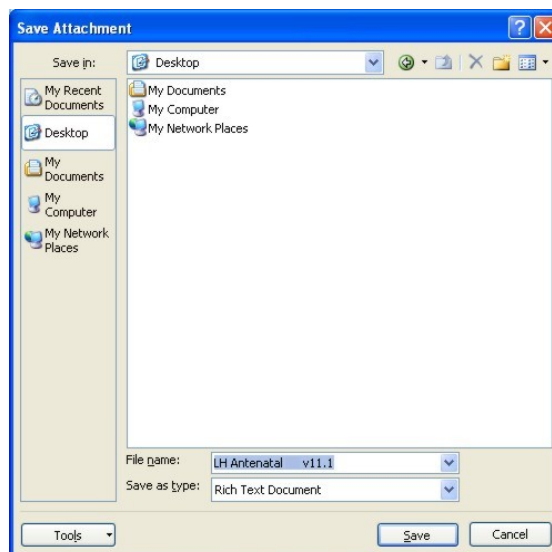 Save Attachment
Save in:
Desktop
My Recent
Documents
Desktop
My
Documents
My
Computer
My Network
Places
My Documents
My Computer
My Network Places
File name:
LH Antenatal v11.1
Save as type:
Rich Text Document
Tools
Save
Cancel